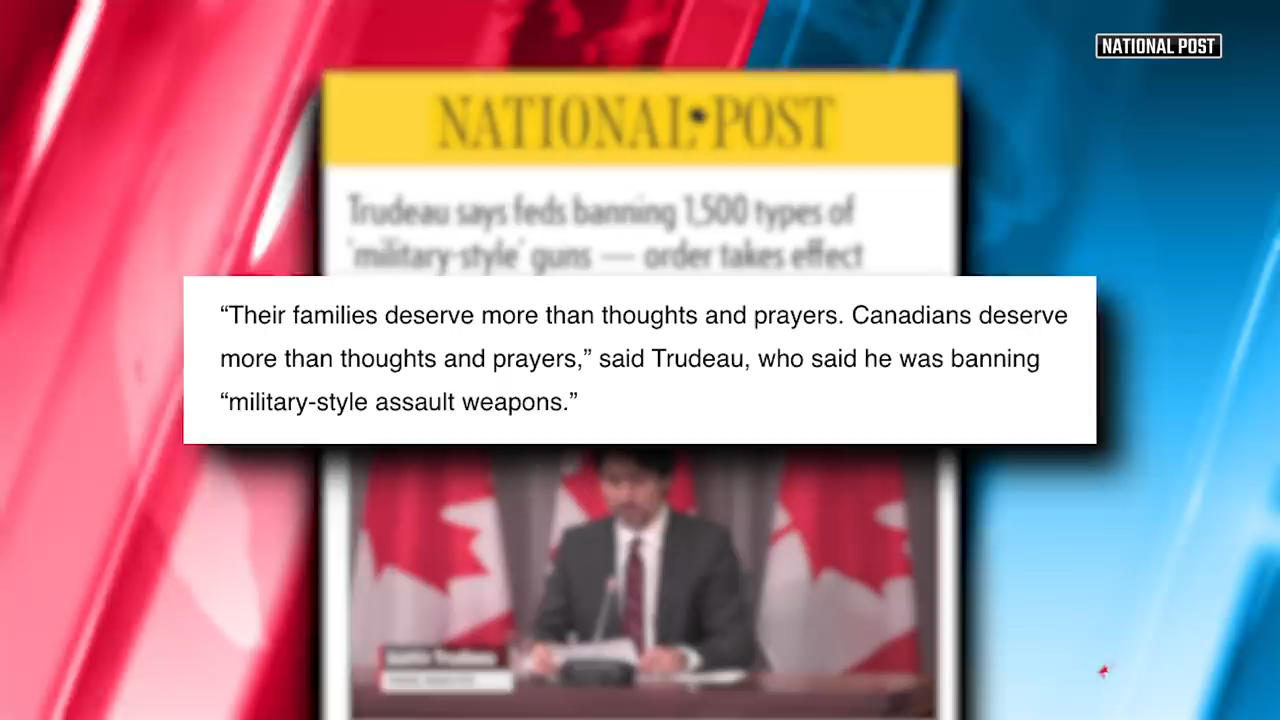 NATIONAL POST
NATIONAL POST
Trudeau says feds banning 1,500 types of
'military-style' guns — order takes effect
“Their families deserve more than thoughts and prayers. Canadians deserve
more than thoughts and prayers,” said Trudeau, who said he was banning
“military-style assault weapons.”
Justin Trudeau